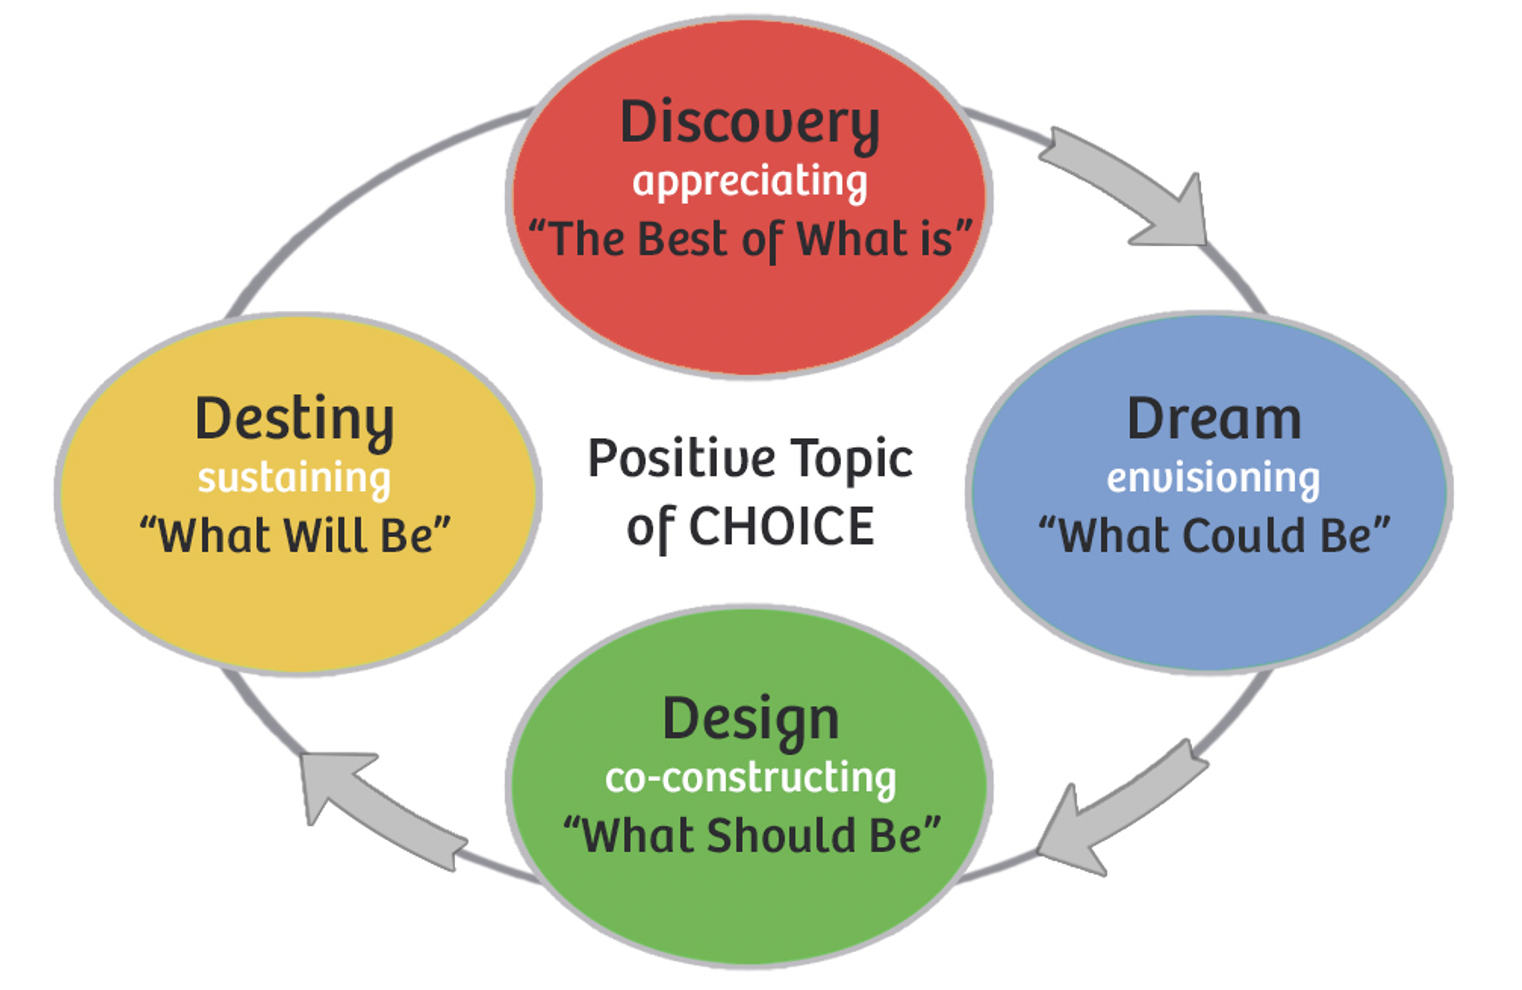 Discovery
appreciating
“The Best of What is”
Dream
envisioning
“What Could Be”
Design
co-constructing
“What Should Be”
Destiny
sustaining
“What Will Be”
Positive Topic
of CHOICE